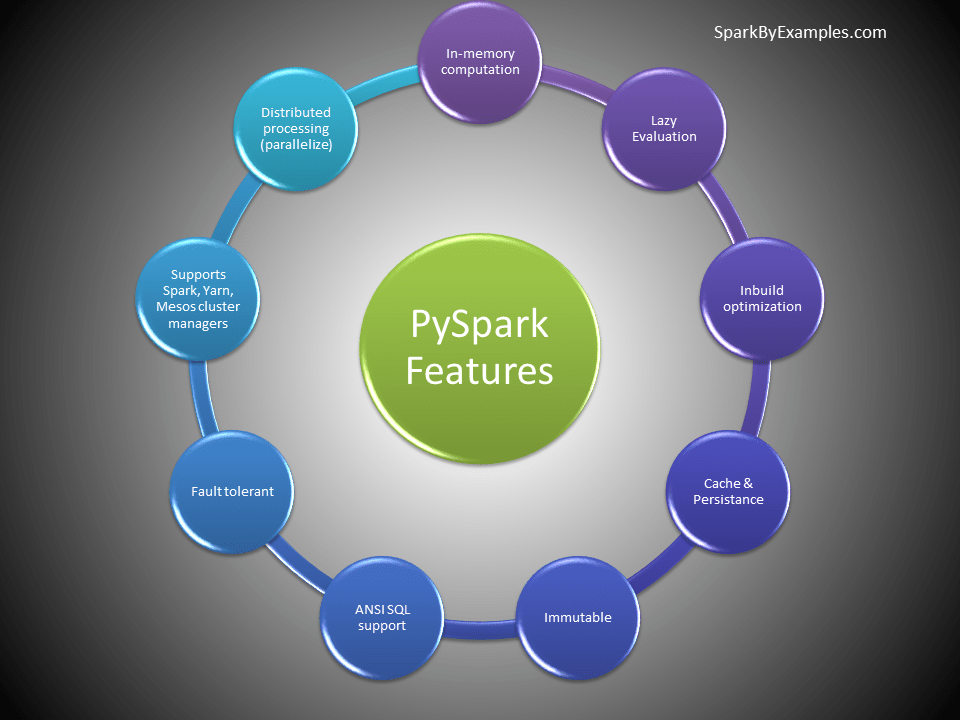 SparkByExamples.com
In-memory
computation
Lazy
Evaluation
Inbuild
optimization
Cache &
Persistance
Immutable
ANSI SQL
support
Fault tolerant
Supports
Spark, Yarn,
Mesos cluster
managers
Distributed
processing
(parallelize)
PySpark
Features